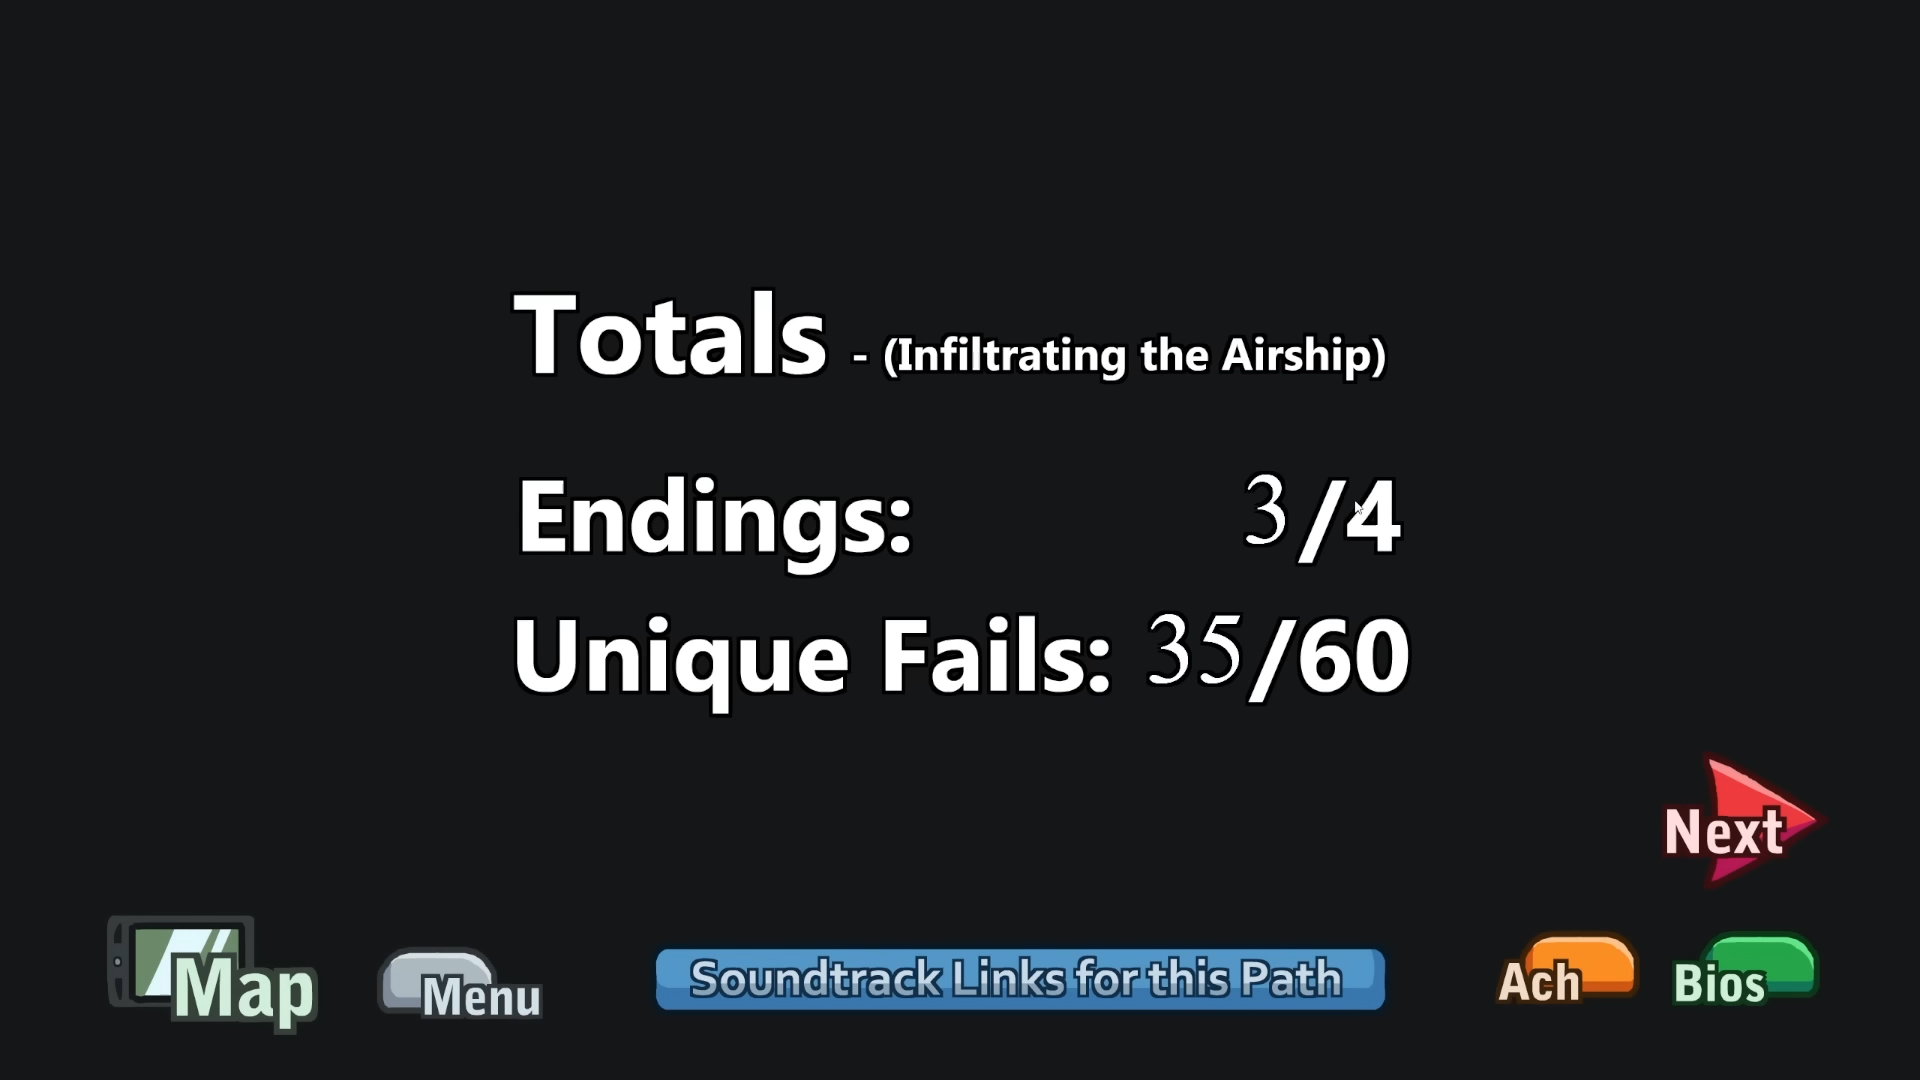 Totals - (Infiltrating the Airship)
Endings: 3/4
Unique Fails: 35/60
Next
Map
Menu
Soundtrack Links for this Path
Ach
Bios